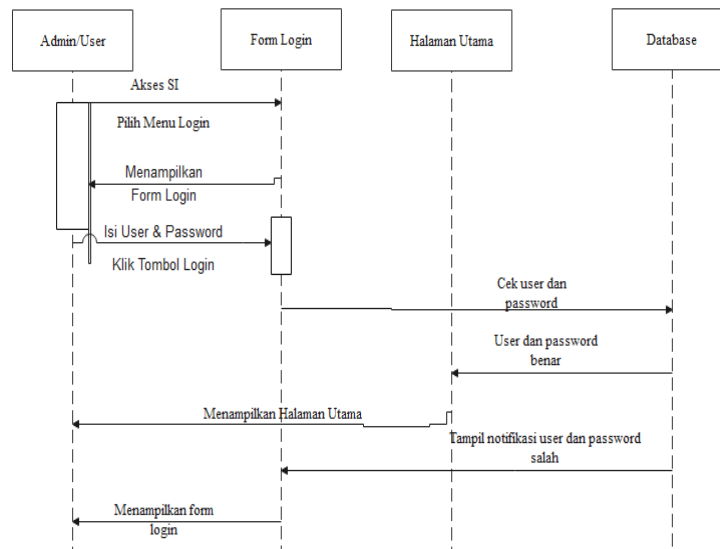 Admin/User
Form Login
Halaman Utama
Database
Akses SI
Pilih Menu Login
Menampilkan
Form Login
Isi User & Password
Klik Tombol Login
Cek user dan
password
User dan password
benar
Menampilkan Halaman Utama
Tampil notifikasi user dan password
salah
Menampilkan form
login